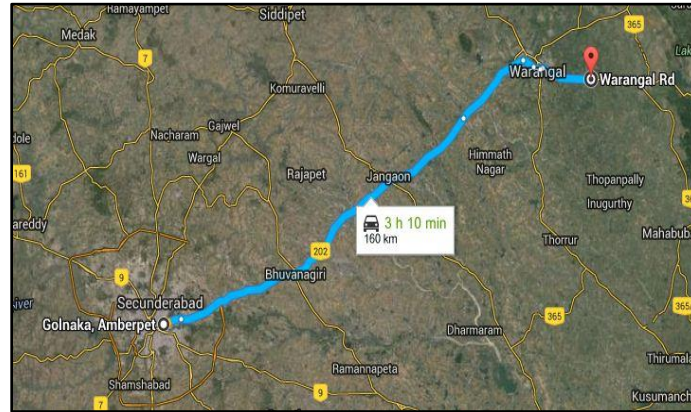 Ramayampet
Siddipet
365
Medak
7
Warangal
Warangal Rd
Komuravelli
Nacharam
Gajwel
Wargal
Rajapet
Jangaon
Himmath
Nagar
Thopanpally
Inugurthy
161
3 h 10 min
160 km
Mahabub
Thorrur
202
Bhuvanagiri
9
Secunderabad
Golnaka, Amberpet
365
365
Dharmaram
Thirumala
Shamshabad
Ramannapeta
7
9
Kusumanch